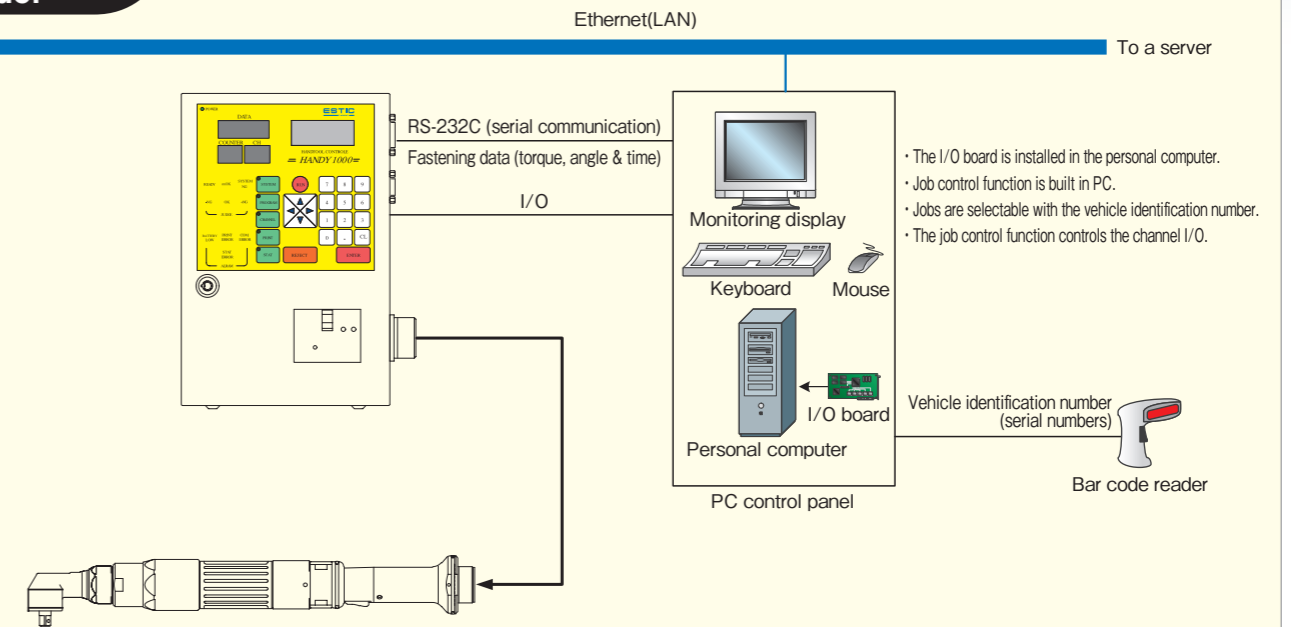 Ethernet(LAN)
To a server
POWER
ESTIC
DATA
COUNTER CH
HANDY 1000
RS-232C (serial communication)
Fastening data (torque, angle & time)
I/O
SYSTEM
RUN
7 8 9
4 5 6
1 2 3
0 . CL
RESET
ENTER
Monitoring display
Keyboard
Mouse
I/O board
Personal computer
PC control panel
・The I/O board is installed in the personal computer.
・Job control function is built in PC.
・Jobs are selectable with the vehicle identification number.
・The job control function controls the channel I/O.
Vehicle identification number
(serial numbers)
Bar code reader